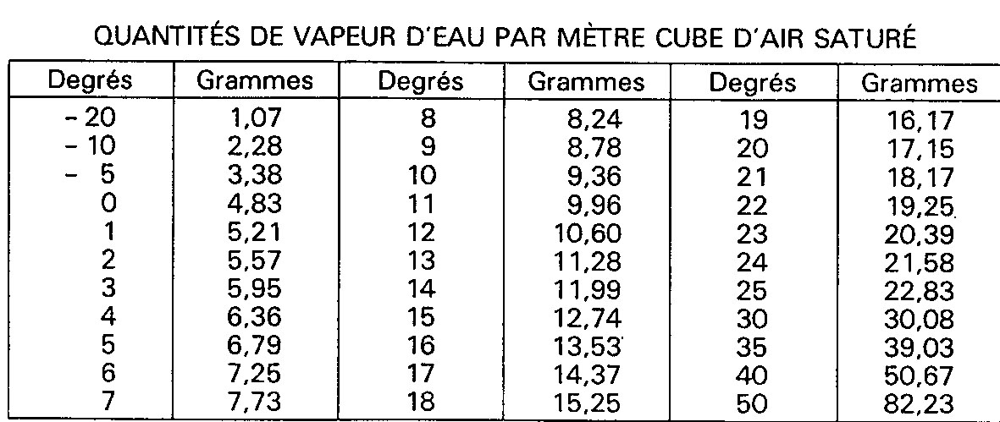 QUANTITÉS DE VAPEUR D'EAU PAR MÈTRE CUBE D'AIR SATURÉ
Degrés Grammes Degrés Grammes Degrés Grammes
- 20 1,07 8 8,24 19 16,17
- 10 2,28 9 8,78 20 17,15
- 5 3,38 10 9,36 21 18,17
0 4,83 11 9,96 22 19,25
1 5,21 12 10,60 23 20,39
2 5,57 13 11,28 24 21,58
3 5,95 14 11,99 25 22,83
4 6,36 15 12,74 30 30,08
5 6,79 16 13,53 35 39,03
6 7,25 17 14,37 40 50,67
7 7,73 18 15,25 50 82,23